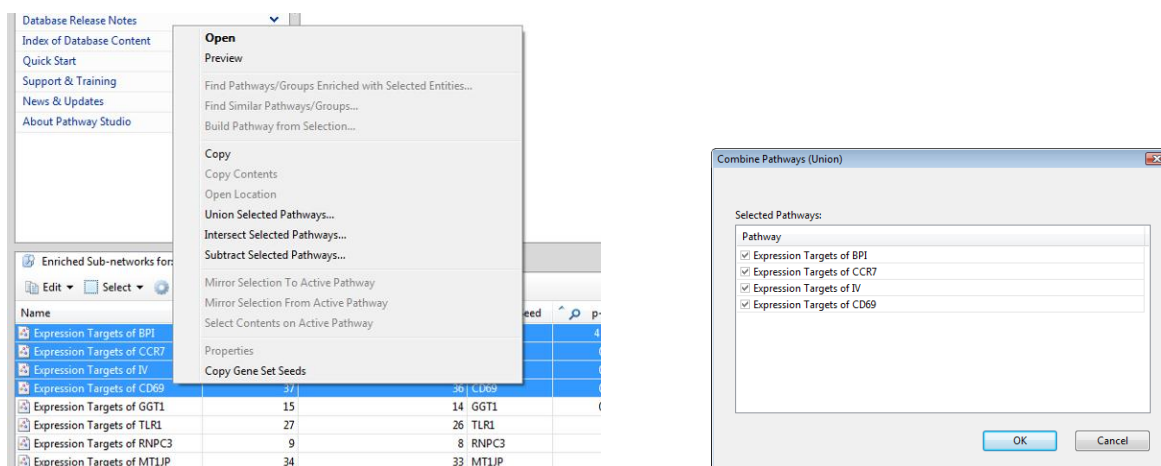 Database Release Notes
Index of Database Content
Quick Start
Support & Training
News & Updates
About Pathway Studio
Open
Preview
Find Pathways/Groups Enriched with Selected Entities...
Find Similar Pathways/Groups...
Build Pathway from Selection...
Copy
Copy Contents
Open Location
Union Selected Pathways...
Intersect Selected Pathways...
Subtract Selected Pathways...
Mirror Selection To Active Pathway
Mirror Selection From Active Pathway
Select Contents on Active Pathway
Properties
Copy Gene Set Seeds
Enriched Sub-networks for:
Edit Select
Name eed p-
Expression Targets of BPI 4
Expression Targets of CCR7
Expression Targets of IV
Expression Targets of CD69 37 36 CD69
Expression Targets of GGT1 15 14 GGT1
Expression Targets of TLR1 27 26 TLR1
Expression Targets of RNPC3 9 8 RNPC3
Expression Targets of MT1JP 34 33 MT1JP
Combine Pathways (Union)
Selected Pathways:
Pathway
Expression Targets of BPI
Expression Targets of CCR7
Expression Targets of IV
Expression Targets of CD69
OK Cancel